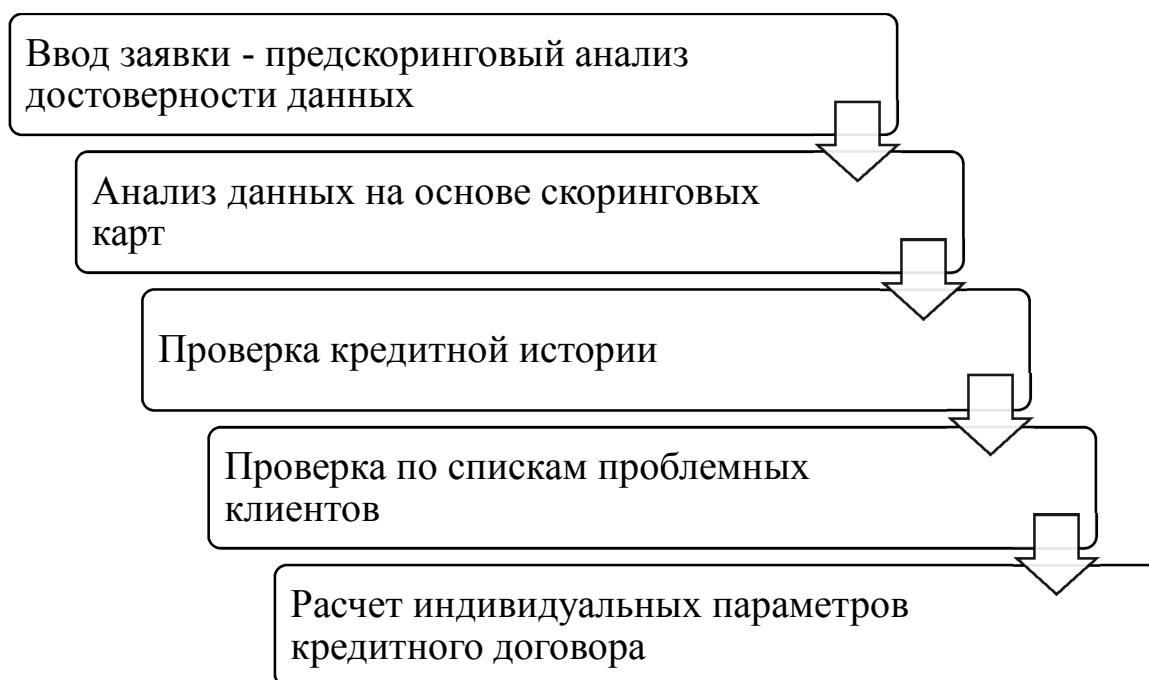 Ввод заявки - предскоринговый анализ
достоверности данных
Анализ данных на основе скоринговых
карт
Проверка кредитной истории
Проверка по спискам проблемных
клиентов
Расчет индивидуальных параметров
кредитного договора